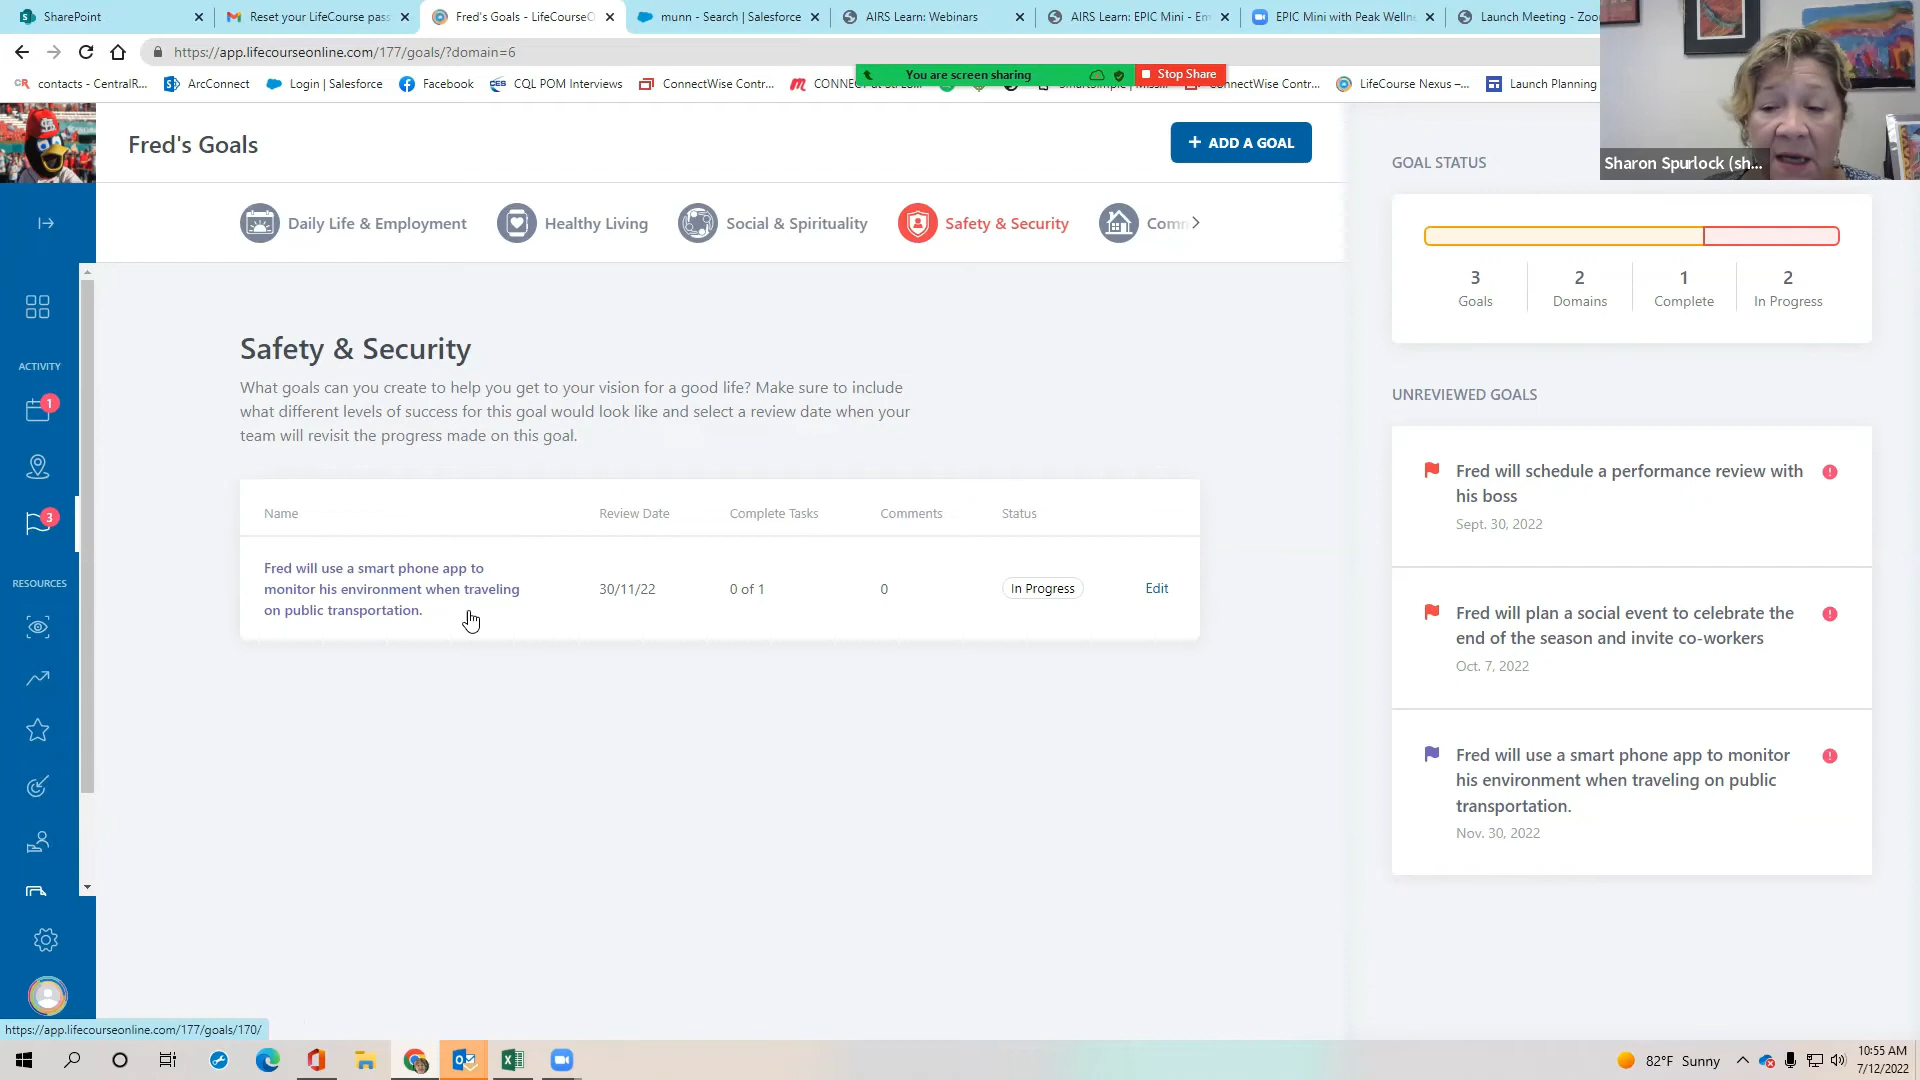 SharePoint
Reset your LifeCourse pass
Fred's Goals - LifeCourseO
munn - Search | Salesforce
AIRS Learn: Webinars
AIRS Learn: EPIC Mini - Em
EPIC Mini with Peak Welln
Launch Meeting - Zoo
https://app.lifecourseonline.com/177/goals/?domain=6
You are screen sharing
Stop Share
contacts - CentralR...
ArcConnect
Login | Salesforce
Facebook
CQL POM Interviews
ConnectWise Contr...
ConnectWise Contr...
LifeCourse Nexus –...
Launch Planning
Sharon Spurlock (sh...
Fred's Goals
+ ADD A GOAL
Daily Life & Employment
Healthy Living
Social & Spirituality
Safety & Security
Comm
ACTIVITY
1
3
RESOURCES
Safety & Security
What goals can you create to help you get to your vision for a good life? Make sure to include
what different levels of success for this goal would look like and select a review date when your
team will revisit the progress made on this goal.
Name Review Date Complete Tasks Comments Status
Fred will use a smart phone app to
monitor his environment when traveling
on public transportation.
30/11/22 0 of 1 0 In Progress Edit
GOAL STATUS
3 2 1 2
Goals Domains Complete In Progress
UNREVIEWED GOALS
Fred will schedule a performance review with
his boss
Sept. 30, 2022
Fred will plan a social event to celebrate the
end of the season and invite co-workers
Oct. 7, 2022
Fred will use a smart phone app to monitor
his environment when traveling on public
transportation.
Nov. 30, 2022
https://app.lifecourseonline.com/177/goals/170/
82°F Sunny
10:55 AM
7/12/2022